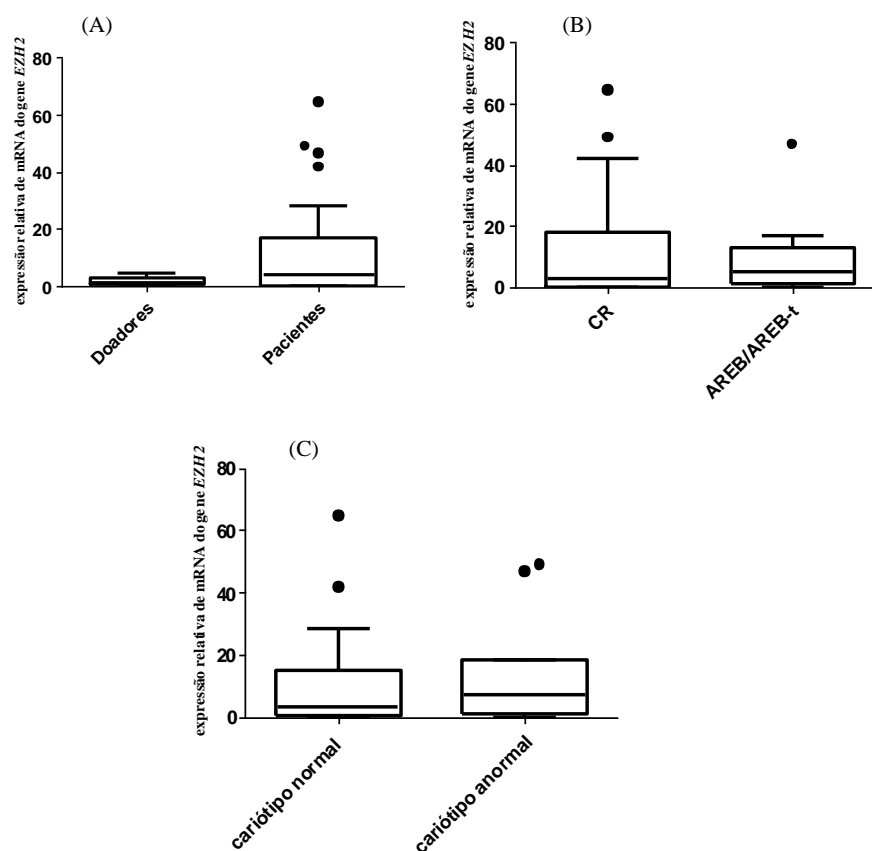 (A)
expressão relativa de mRNA do gene EZH2
80
60
40
20
0
Doadores
Pacientes
(B)
expressão relativa de mRNA do gene EZH2
80
60
40
20
0
CR
AREB/AREB-t
(C)
expressão relativa de mRNA do gene EZH2
80
60
40
20
0
cariótipo normal
cariótipo anormal